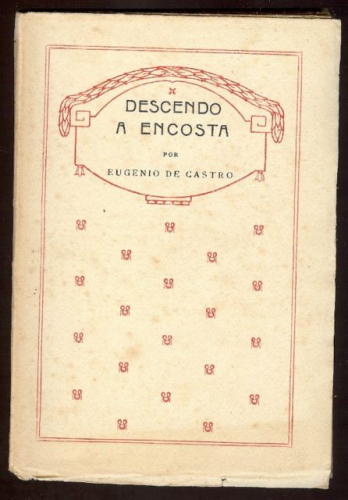 DESCENDO
A ENCOSTA
POR
EUGENIO DE CASTRO